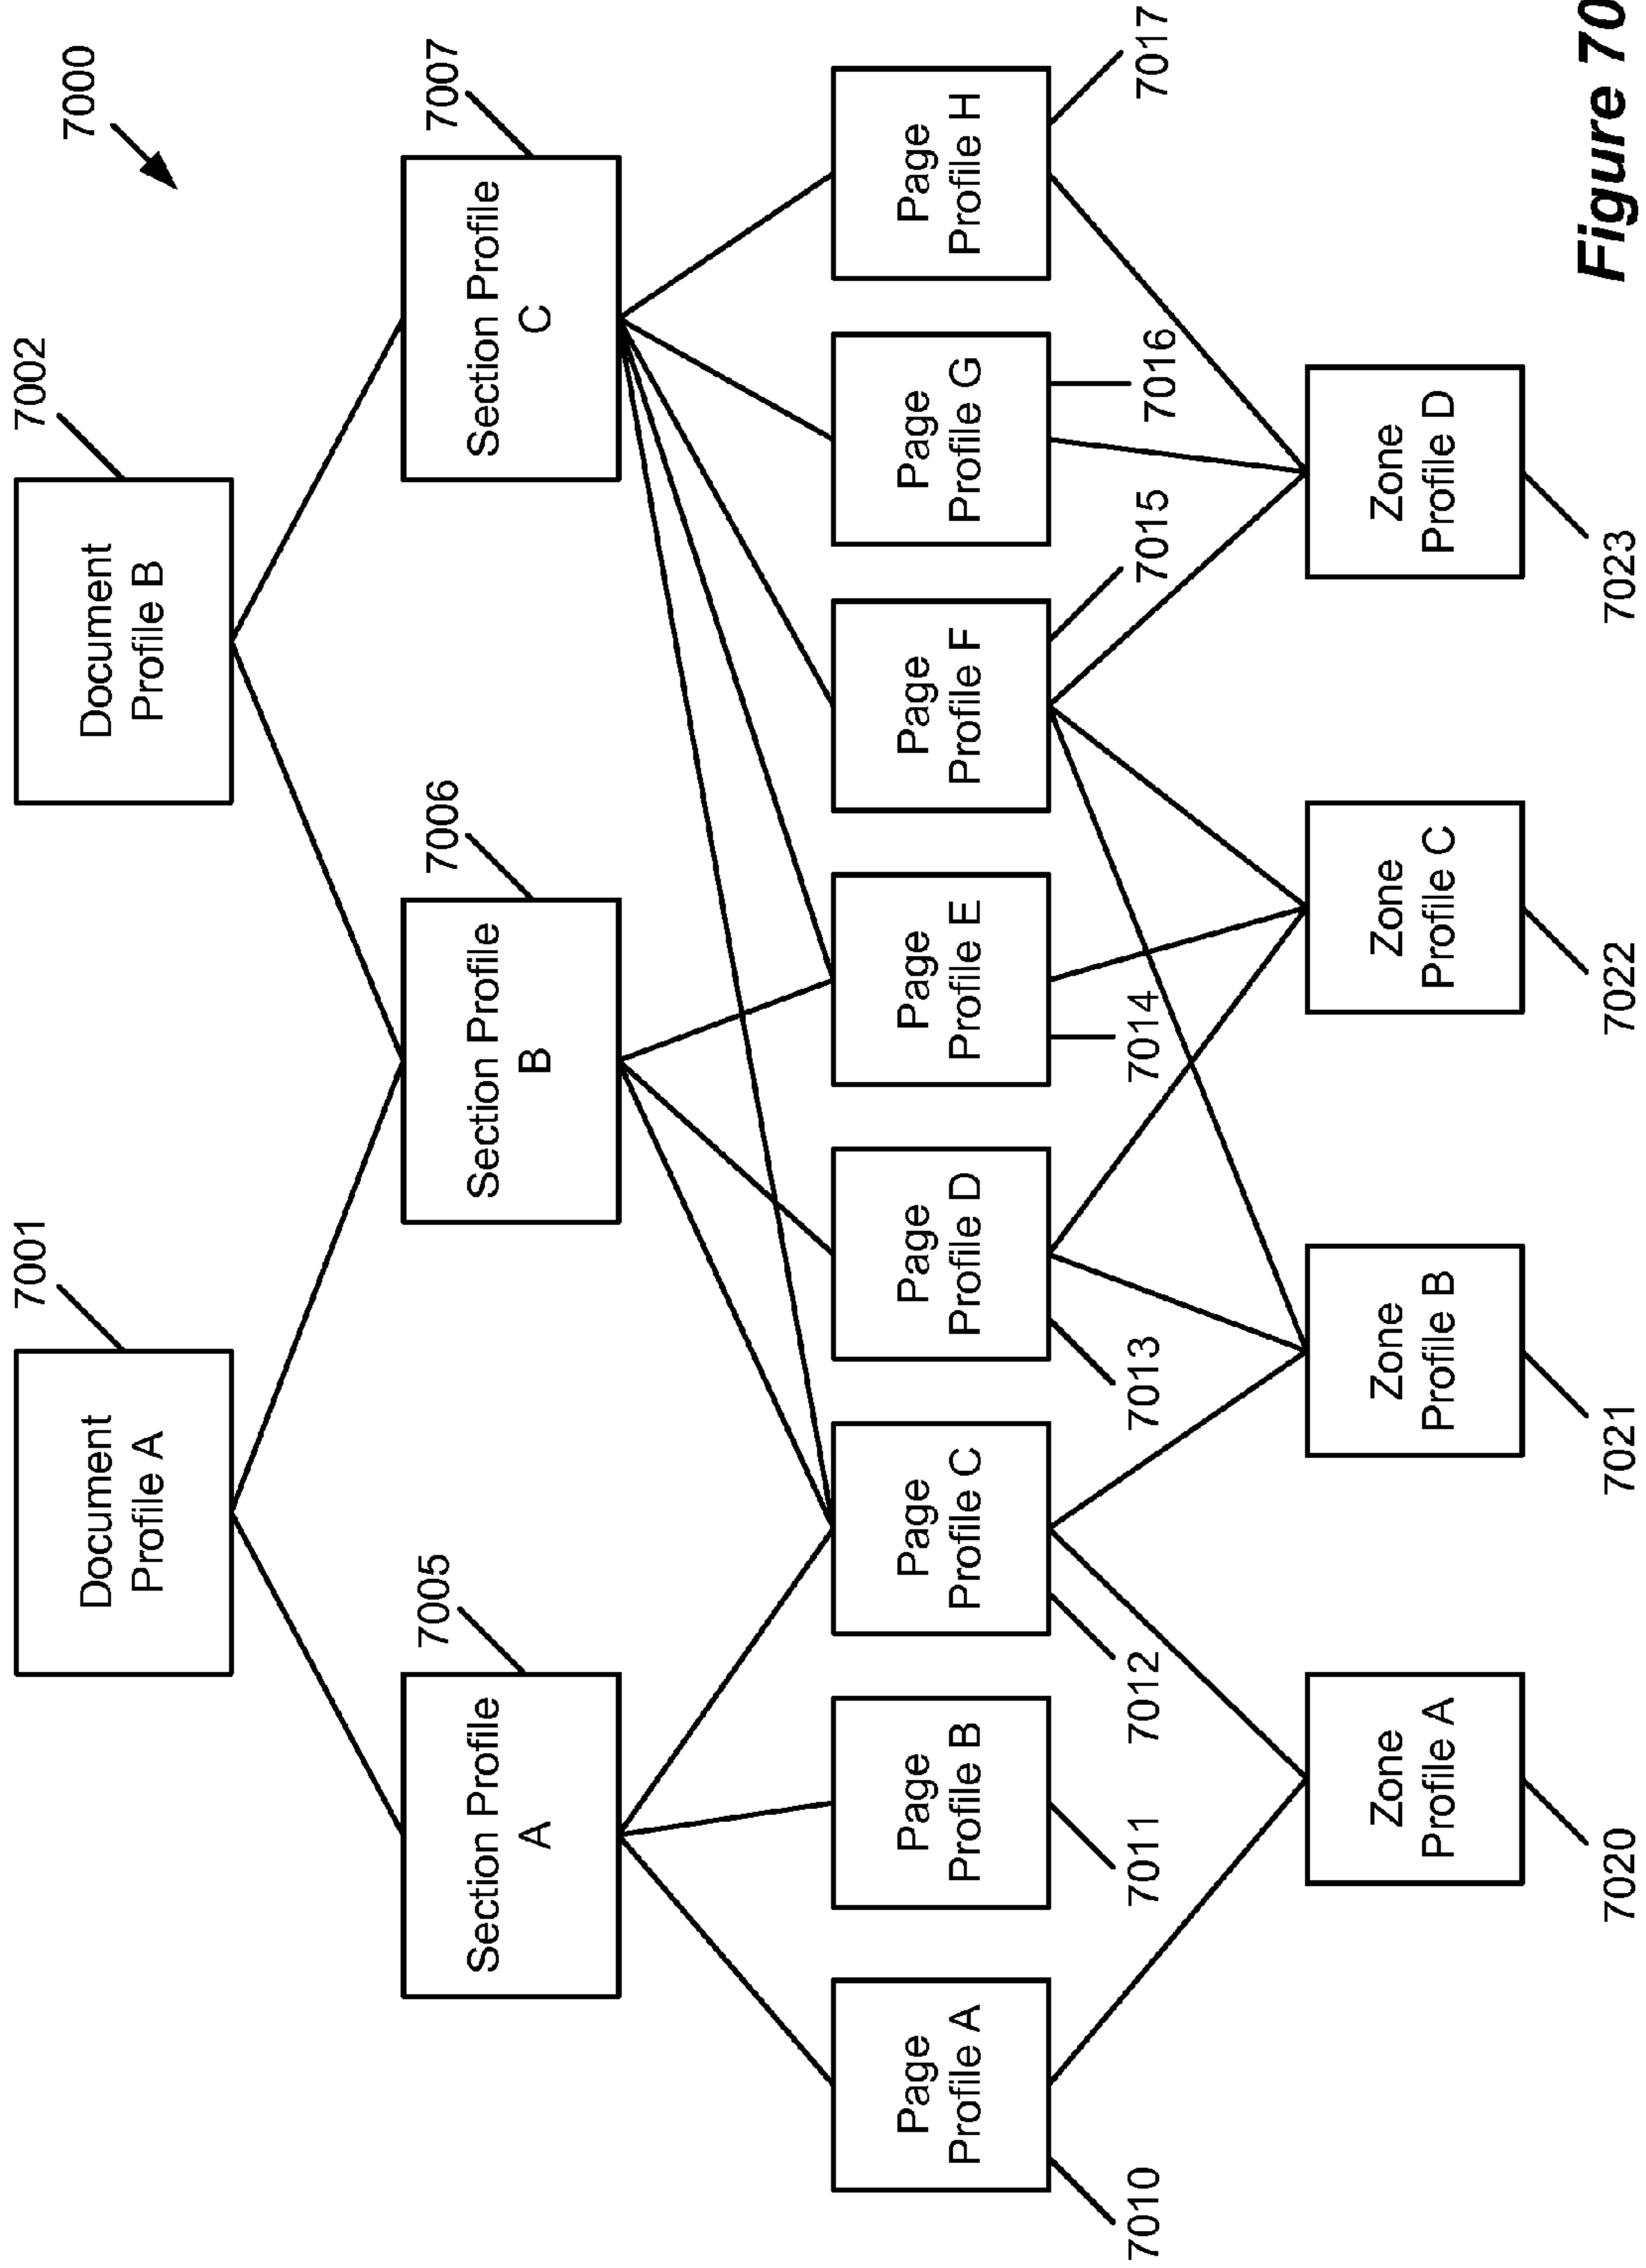 7000
7001
7002
Document
Profile A
Document
Profile B
7005
7006
7007
Section Profile
A
Section Profile
B
Section Profile
C
Page
Profile A
Page
Profile B
Page
Profile C
Page
Profile D
Page
Profile E
Page
Profile F
Page
Profile G
Page
Profile H
7010
7011
7012
7013
7014
7015
7016
7017
Zone
Profile A
Zone
Profile B
Zone
Profile C
Zone
Profile D
7020
7021
7022
7023
Figure 70